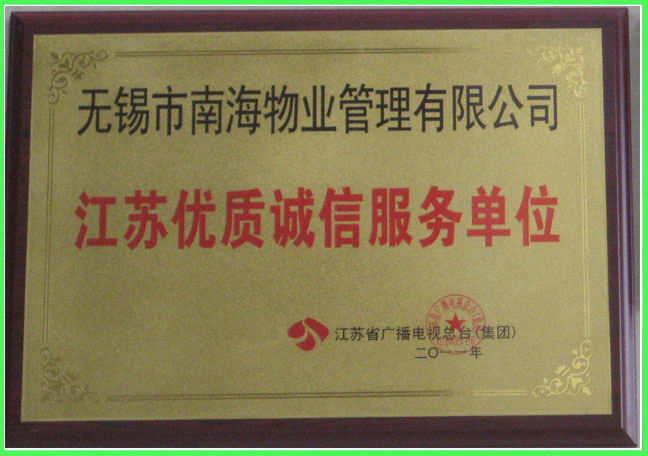 无锡市南海物业管理有限公司
江苏优质诚信服务单位
江苏省广播电视总台(集团)
二〇一一年